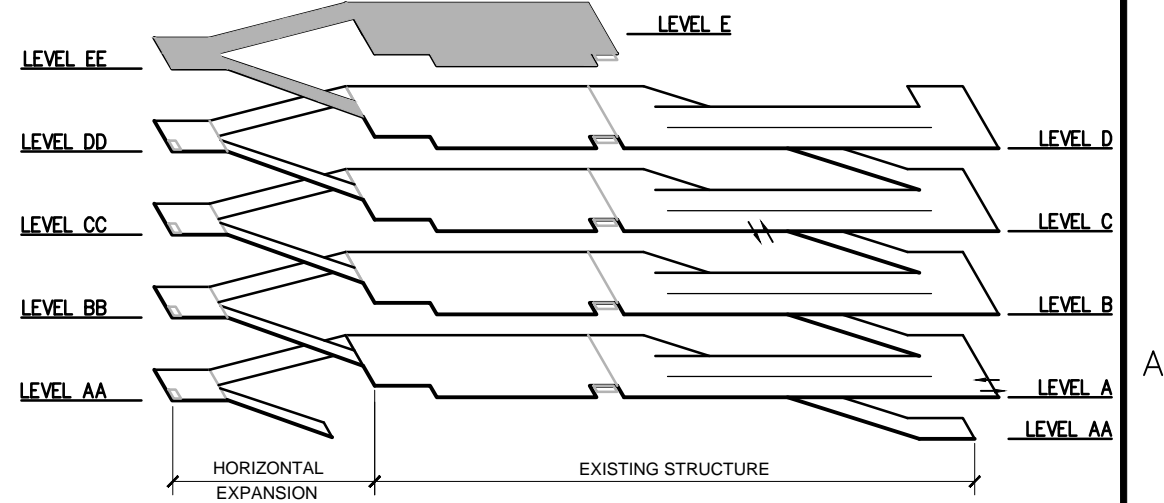 LEVEL E
LEVEL EE
LEVEL DD
LEVEL D
LEVEL CC
LEVEL C
LEVEL BB
LEVEL B
A
LEVEL AA
LEVEL A
LEVEL AA
HORIZONTAL
EXPANSION
EXISTING STRUCTURE